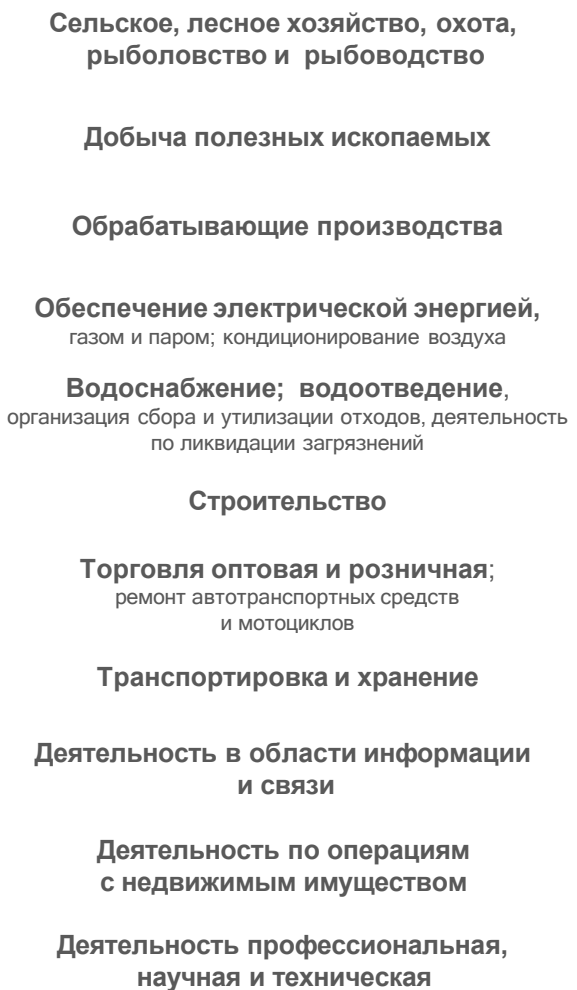 Сельское, лесное хозяйство, охота,
рыболовство и рыбоводство
Добыча полезных ископаемых
Обрабатывающие производства
Обеспечение электрической энергией,
газом и паром; кондиционирование воздуха
Водоснабжение; водоотведение,
организация сбора и утилизации отходов, деятельность
по ликвидации загрязнений
Строительство
Торговля оптовая и розничная;
ремонт автотранспортных средств
и мотоциклов
Транспортировка и хранение
Деятельность в области информации
и связи
Деятельность по операциям
с недвижимым имуществом
Деятельность профессиональная,
научная и техническая